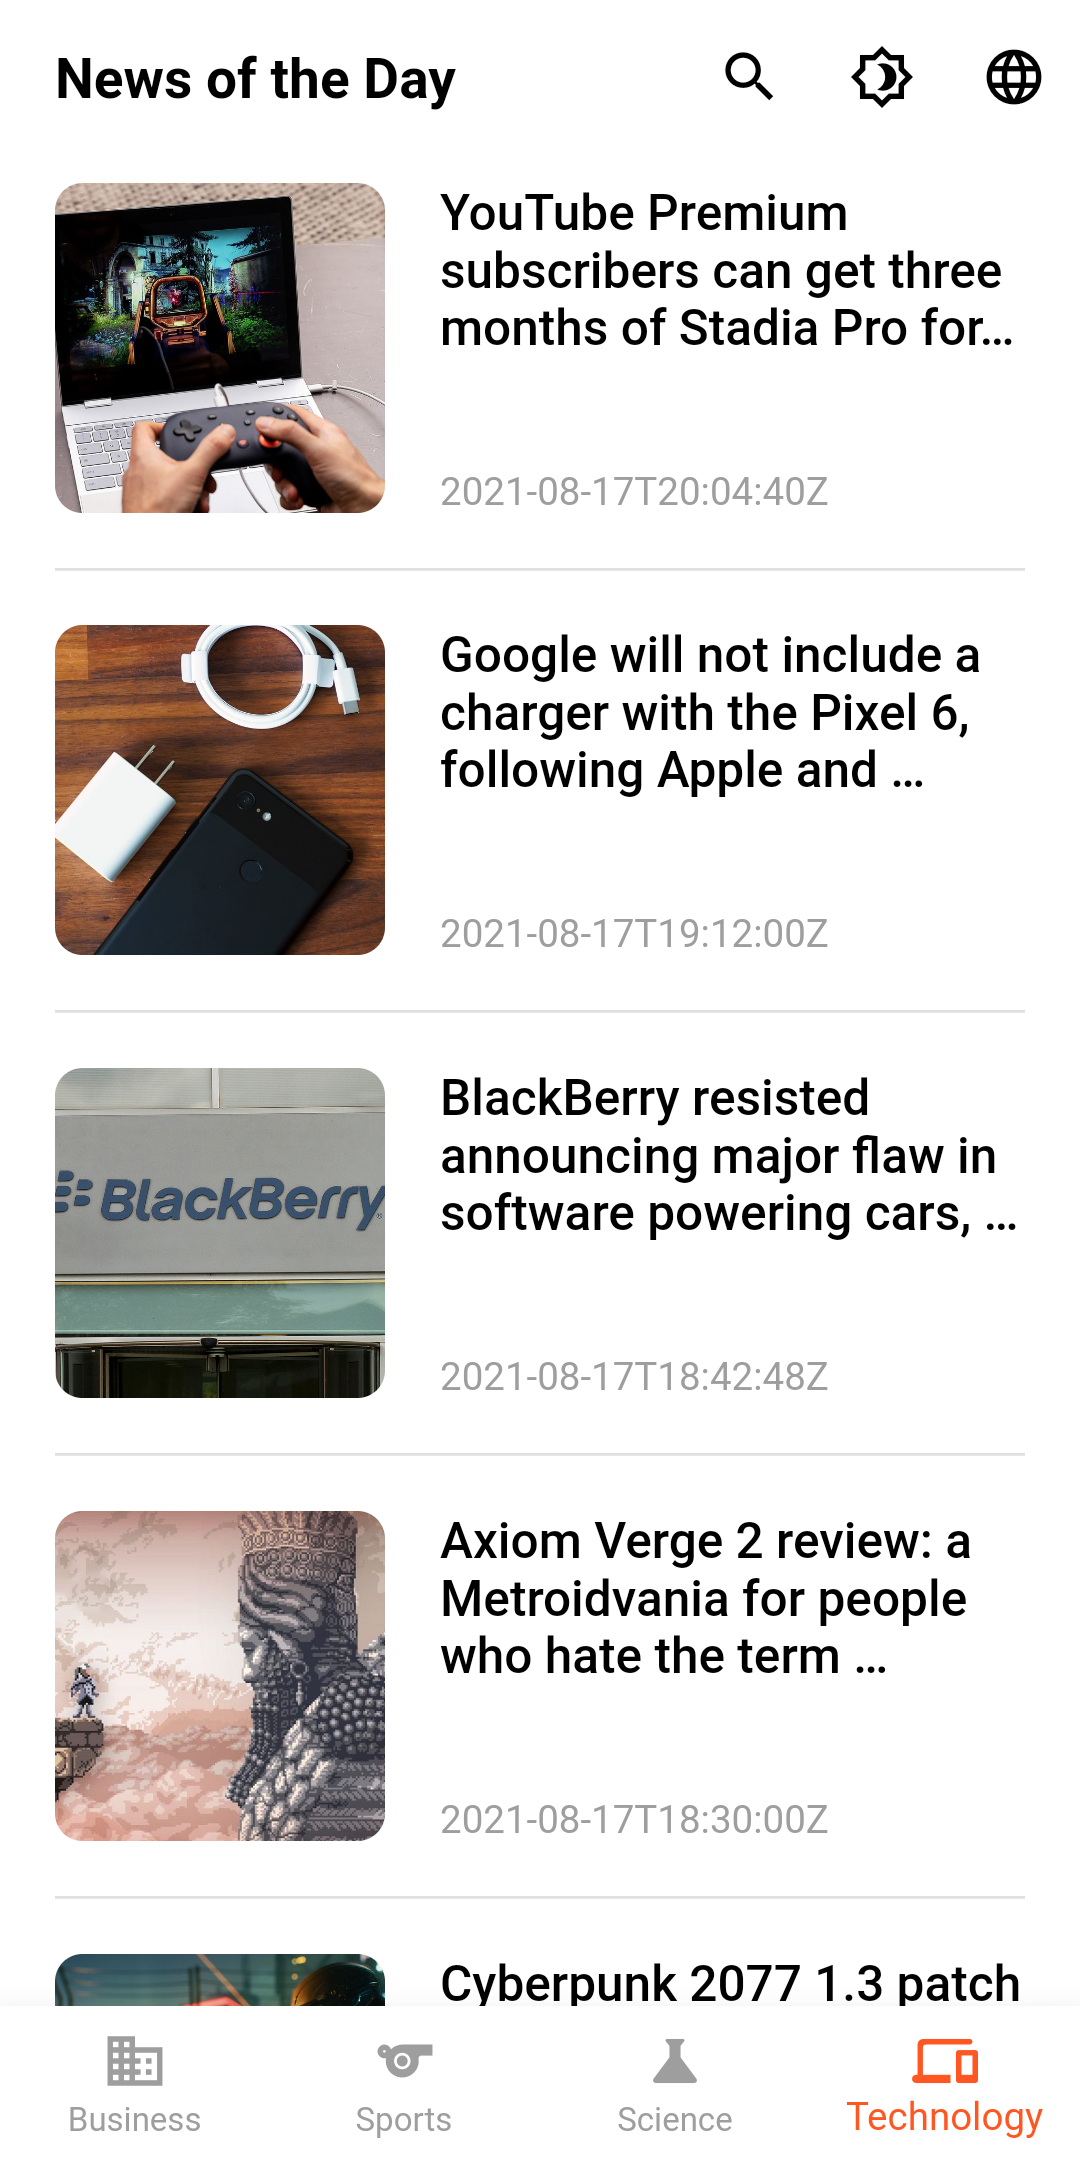 News of the Day
YouTube Premium
subscribers can get three
months of Stadia Pro for...
2021-08-17T20:04:40Z
Google will not include a
charger with the Pixel 6,
following Apple and ...
2021-08-17T19:12:00Z
BlackBerry
BlackBerry resisted
announcing major flaw in
software powering cars, ...
2021-08-17T18:42:48Z
Axiom Verge 2 review: a
Metroidvania for people
who hate the term ...
2021-08-17T18:30:00Z
Cyberpunk 2077 1.3 patch
Business
Sports
Science
Technology